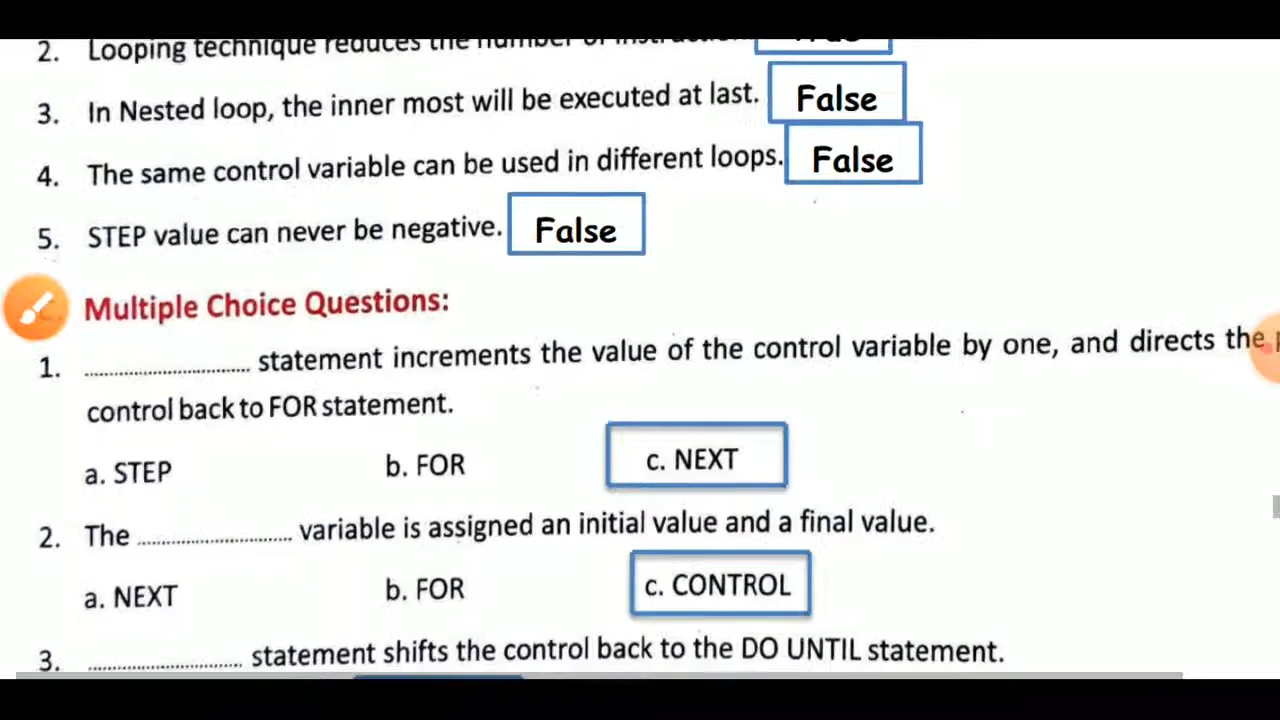 2. Looping technique reduces the number of True
3. In Nested loop, the inner most will be executed at last. False
4. The same control variable can be used in different loops. False
5. STEP value can never be negative. False
Multiple Choice Questions:
1. .................................. statement increments the value of the control variable by one, and directs the
control back to FOR statement.
a. STEP b. FOR c. NEXT
2. The ................................ variable is assigned an initial value and a final value.
a. NEXT b. FOR c. CONTROL
3. ................................ statement shifts the control back to the DO UNTIL statement.